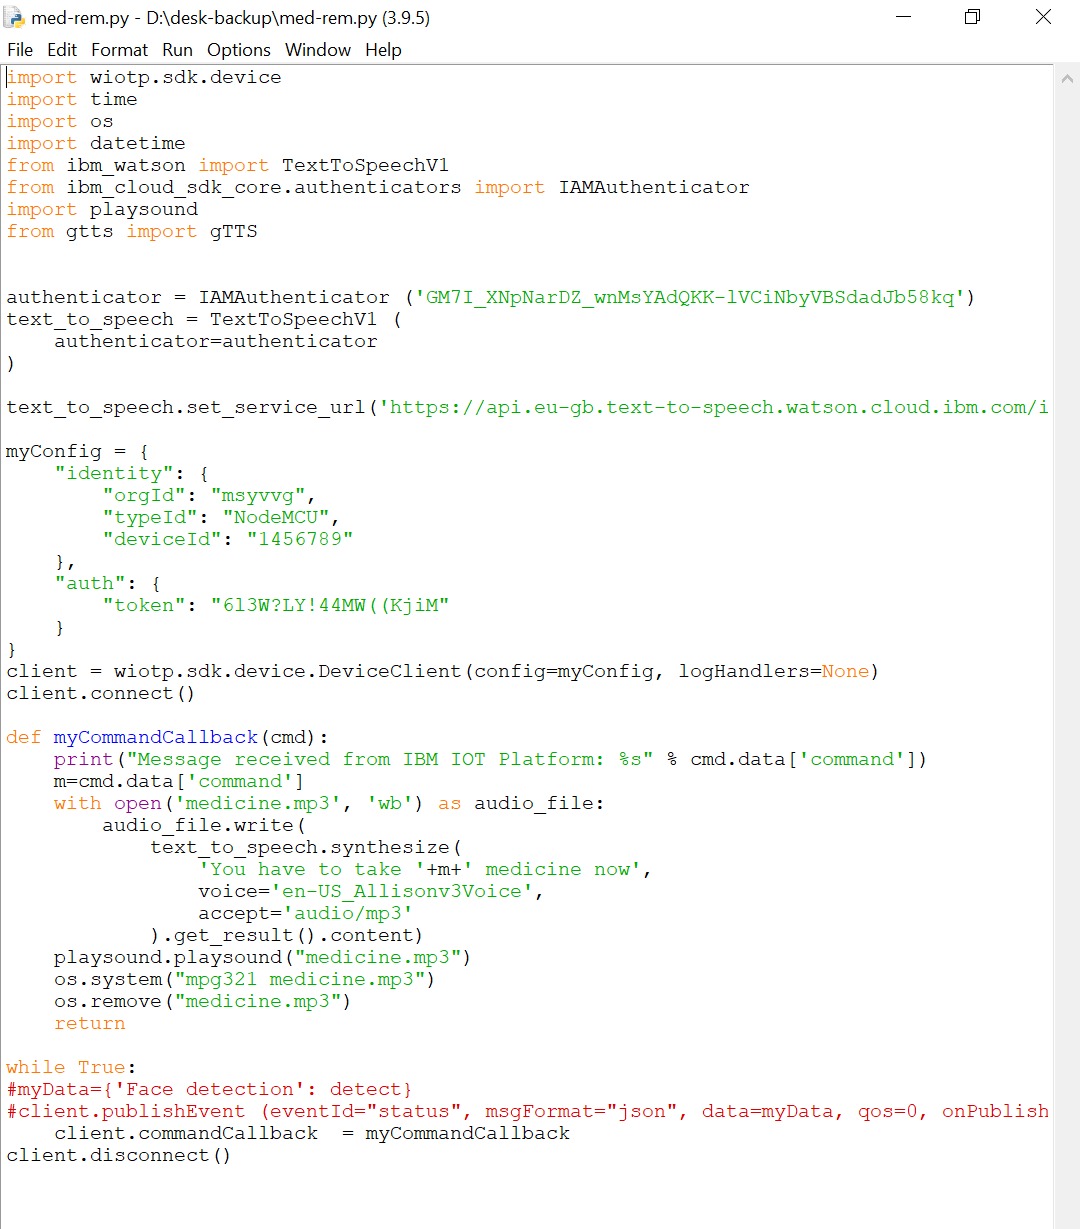 med-rem.py - D:\desk-backup\med-rem.py (3.9.5)
File Edit Format Run Options Window Help
import wiotp.sdk.device
import time
import os
import datetime
from ibm_watson import TextToSpeechV1
from ibm_cloud_sdk_core.authenticators import IAMAuthenticator
import playsound
from gtts import gTTS
authenticator = IAMAuthenticator ('GM7I_XNpNarDZ_wnMsYAdQKK-lVCiNbyVBSdadJb58kq')
text_to_speech = TextToSpeechV1 (
    authenticator=authenticator
)
text_to_speech.set_service_url('https://api.eu-gb.text-to-speech.watson.cloud.ibm.com/i
myConfig = {
    "identity": {
        "orgId": "msyvvg",
        "typeId": "NodeMCU",
        "deviceId": "1456789"
    },
    "auth": {
        "token": "6l3W?LY!44MW((KjiM"
    }
}
client = wiotp.sdk.device.DeviceClient(config=myConfig, logHandlers=None)
client.connect()
def myCommandCallback(cmd):
    print("Message received from IBM IOT Platform: %s" % cmd.data['command'])
    m=cmd.data['command']
    with open('medicine.mp3', 'wb') as audio_file:
        audio_file.write(
            text_to_speech.synthesize(
                'You have to take '+m+' medicine now',
                voice='en-US_Allisonv3Voice',
                accept='audio/mp3'
            ).get_result().content)
    playsound.playsound("medicine.mp3")
    os.system("mpg321 medicine.mp3")
    os.remove("medicine.mp3")
    return
while True:
#myData={'Face detection': detect}
#client.publishEvent (eventId="status", msgFormat="json", data=myData, qos=0, onPublish
    client.commandCallback  = myCommandCallback
client.disconnect()